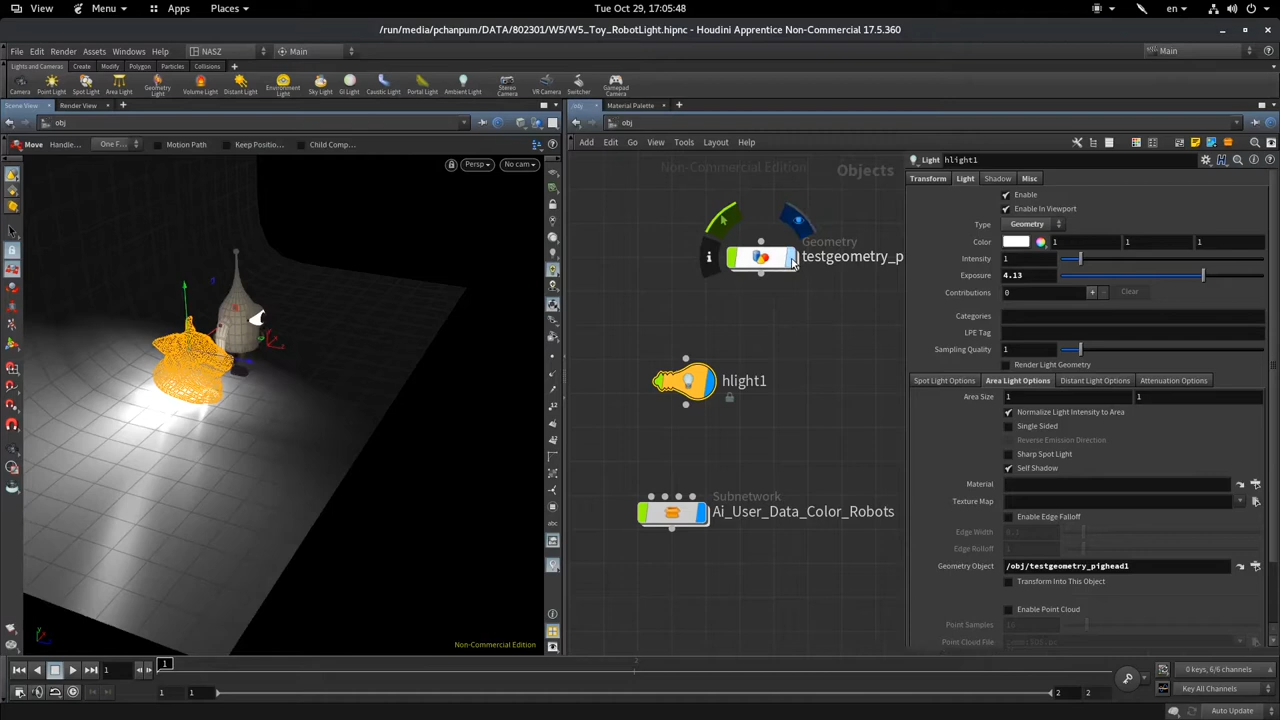 View
Menu
Apps
Places
Tue Oct 29, 17:05:48
en
/run/media/pchanpum/DATA/802301/W5/W5_Toy_RobotLight.hipnc - Houdini Apprentice Non-Commercial 17.5.360
File Edit Render Assets Windows Help NASZ Main Main
Lights and Cameras Create Modify Polygon Particles Collisions
Camera Point Light Spot Light Area Light Geometry Light Volume Light Distant Light Environment Light Sky Light GI Light Caustic Light Portal Light Ambient Light Stereo Camera VR Camera Switcher Gamepad Camera
Scene View Render View /obj Material Palette
obj obj
Move Handle... One F... Motion Path Keep Positio... Child Comp...
Add Edit Go View Tools Layout Help
Persp No cam
Non-Commercial Edition
Objects
Geometry
testgeometry_p
hlight1
Subnetwork
Ai_User_Data_Color_Robots
Non-Commercial Edition
Light hlight1
Transform Light Shadow Misc
Enable
Enable In Viewport
Type Geometry
Color 1 1 1
Intensity 1
Exposure 4.13
Contributions 0 Clear
Categories
LPE Tag
Sampling Quality 1
Render Light Geometry
Spot Light Options Area Light Options Distant Light Options Attenuation Options
Area Size 1 1
Normalize Light Intensity to Area
Single Sided
Reverse Emission Direction
Sharp Spot Light
Self Shadow
Material
Texture Map
Enable Edge Falloff
Edge Width 0.1
Edge Rolloff 1
Geometry Object /obj/testgeometry_pighead1
Transform Into This Object
Enable Point Cloud
Point Samples
Point Cloud File
1 1
1 1 2 2
0 keys, 6/6 channels
Key All Channels
Auto Update